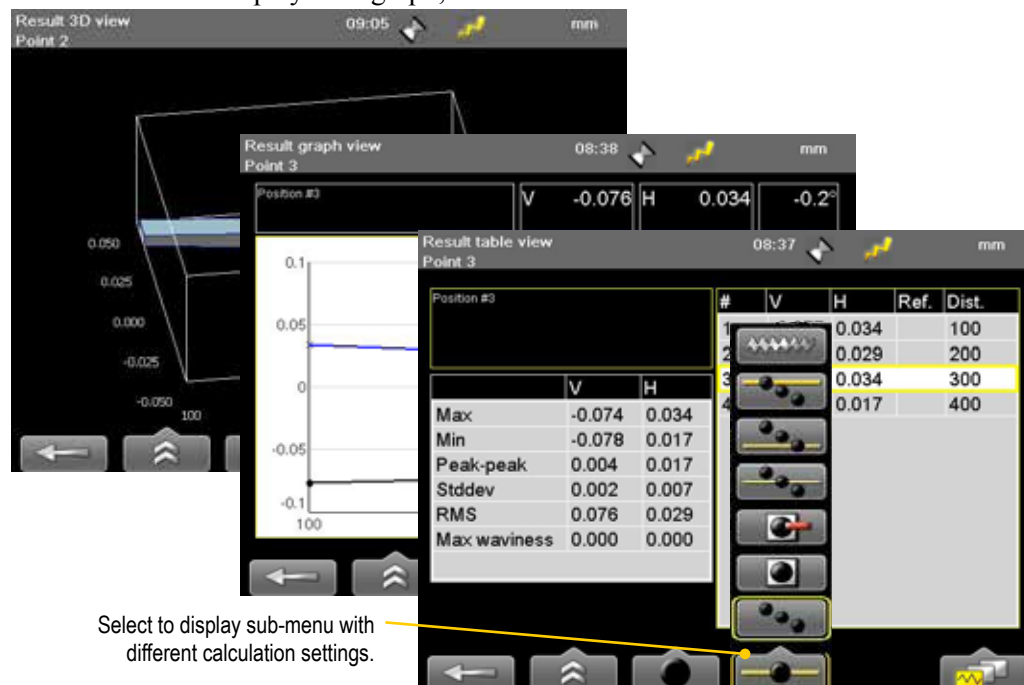 Result 3D view
Point 2
09:05
mm
0.050
0.025
0.000
-0.025
-0.050
100
Result graph view
Point 3
08:38
mm
Position #3
V -0.076 H 0.034 -0.2°
0.1
0.05
0
-0.05
-0.1
100
Result table view
Point 3
08:37
mm
Position #3
# V H Ref. Dist.
1 0.034 100
2 0.029 200
3 0.034 300
4 0.017 400
V H
Max -0.074 0.034
Min -0.078 0.017
Peak-peak 0.004 0.017
Stddev 0.002 0.007
RMS 0.076 0.029
Max waviness 0.000 0.000
Select to display sub-menu with
different calculation settings.